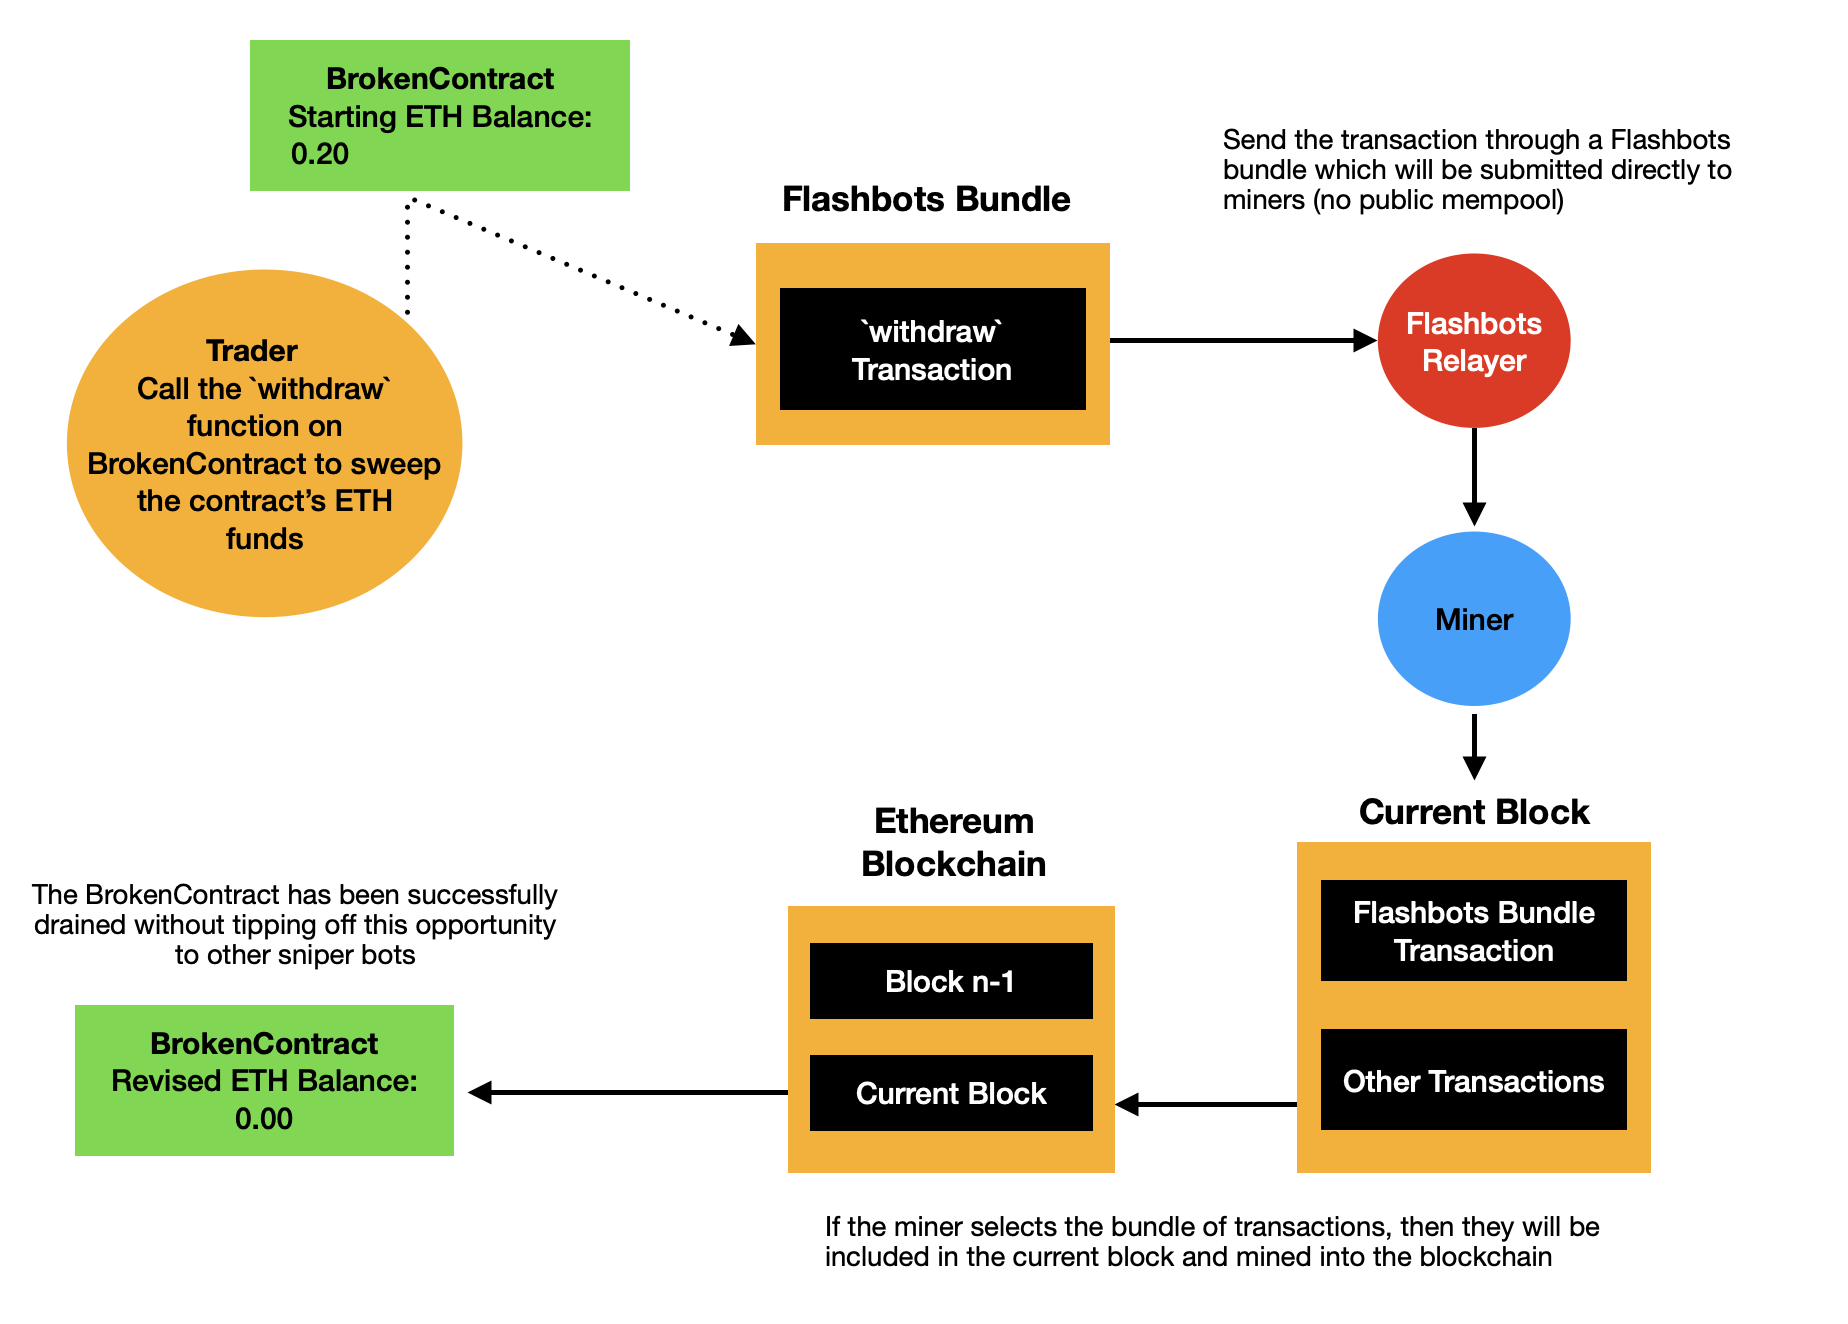 BrokenContract
Starting ETH Balance:
0.20
Trader
Call the `withdraw`
function on
BrokenContract to sweep
the contract’s ETH
funds
Flashbots Bundle
`withdraw`
Transaction
Send the transaction through a Flashbots
bundle which will be submitted directly to
miners (no public mempool)
Flashbots
Relayer
Miner
Current Block
Flashbots Bundle
Transaction
Other Transactions
Ethereum
Blockchain
Block n-1
Current Block
If the miner selects the bundle of transactions, then they will be
included in the current block and mined into the blockchain
The BrokenContract has been successfully
drained without tipping off this opportunity
to other sniper bots
BrokenContract
Revised ETH Balance:
0.00